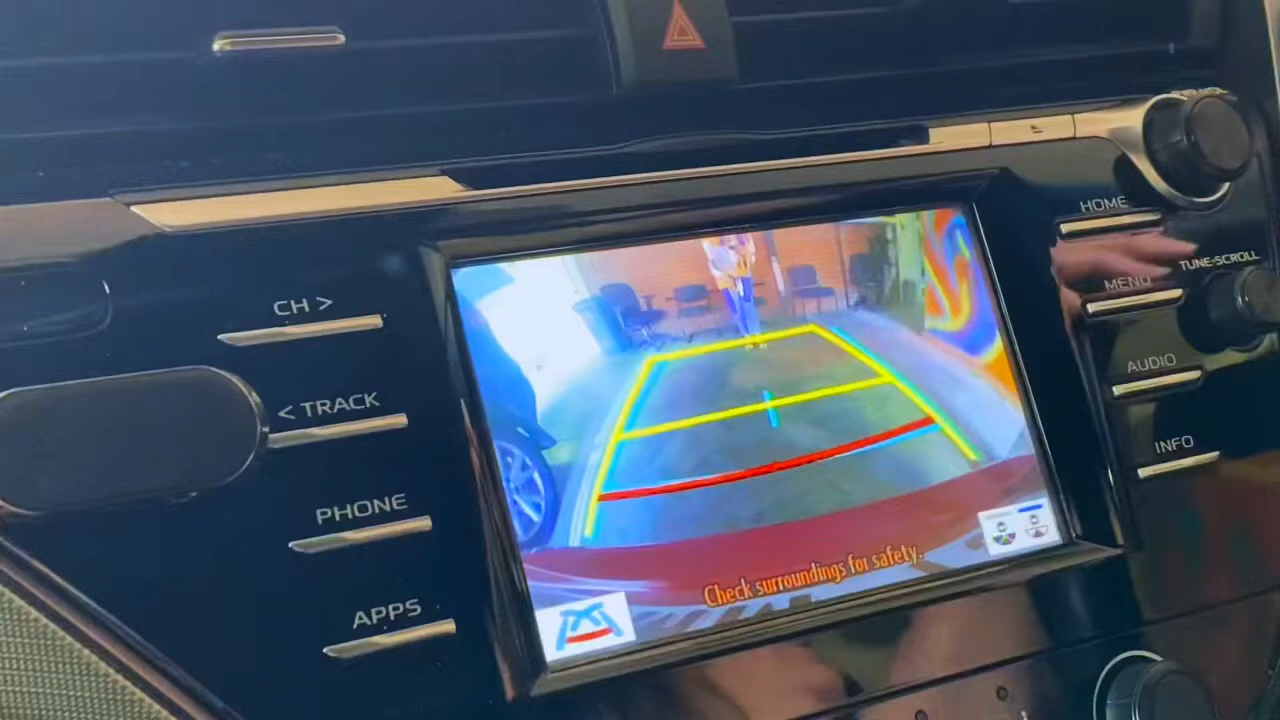 CH >
< TRACK
PHONE
APPS
HOME
MENU
TUNE•SCROLL
AUDIO
INFO
Check surroundings for safety.